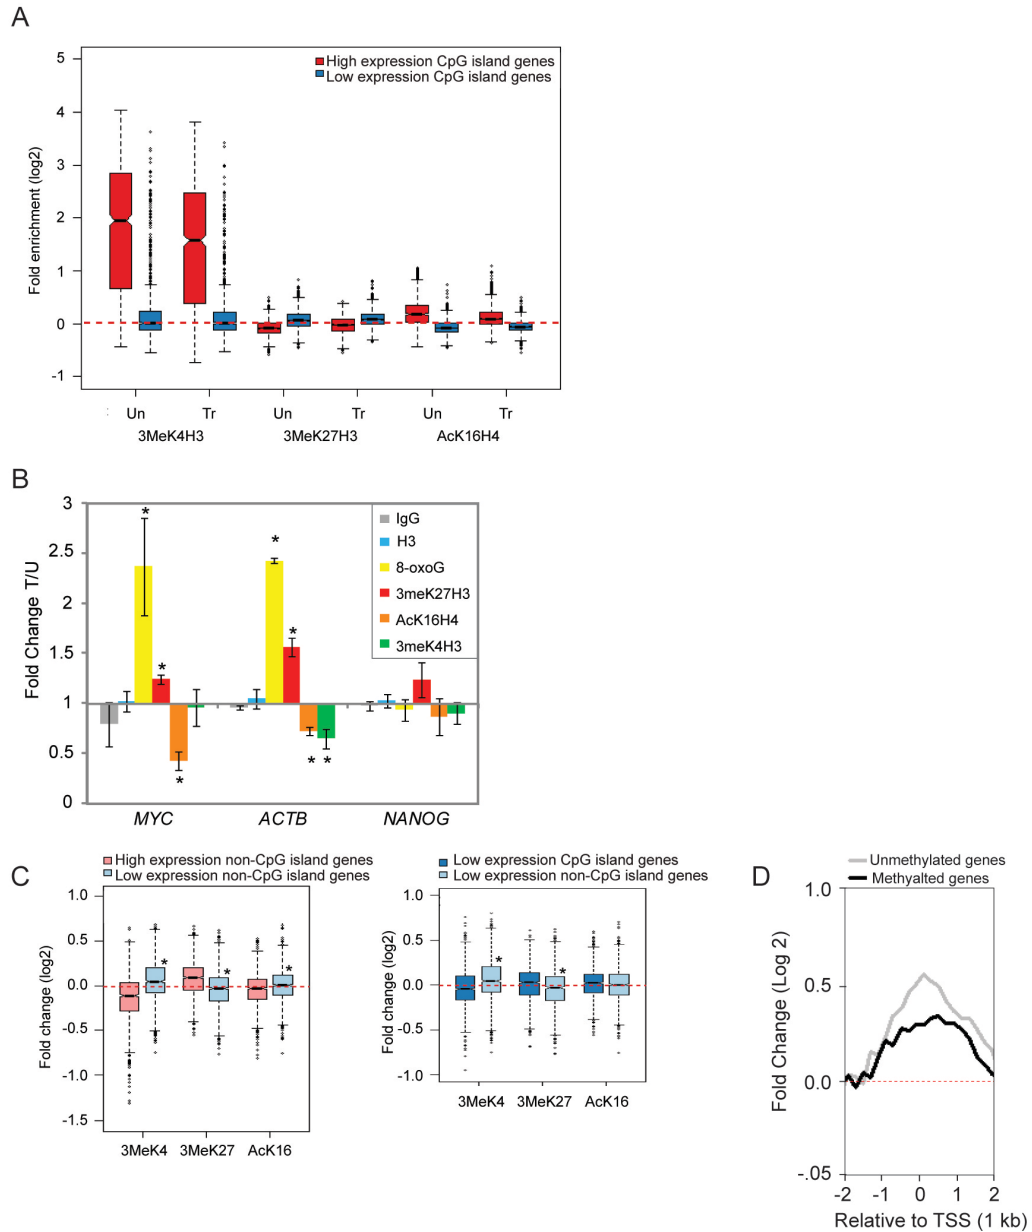 A
High expression CpG island genes
Low expression CpG island genes
Fold enrichment (log2)
5
4
3
2
1
0
-1
Un Tr Un Tr Un Tr
3MeK4H3 3MeK27H3 AcK16H4
B
Fold Change T/U
3
2.5
2
1.5
1
0.5
0
IgG
H3
8-oxoG
3meK27H3
AcK16H4
3meK4H3
* * * * * * *
MYC ACTB NANOG
C
High expression non-CpG island genes
Low expression non-CpG island genes
Fold change (log2)
1.0
0.5
0.0
-0.5
-1.0
-1.5
* * *
3MeK4 3MeK27 AcK16
Low expression CpG island genes
Low expression non-CpG island genes
Fold change (log2)
1.0
0.5
0.0
-0.5
-1.0
* *
3MeK4 3MeK27 AcK16
D
Unmethylated genes
Methyalted genes
Fold Change (Log 2)
1.0
0.5
0.0
-.05
-2 -1 0 1 2
Relative to TSS (1 kb)